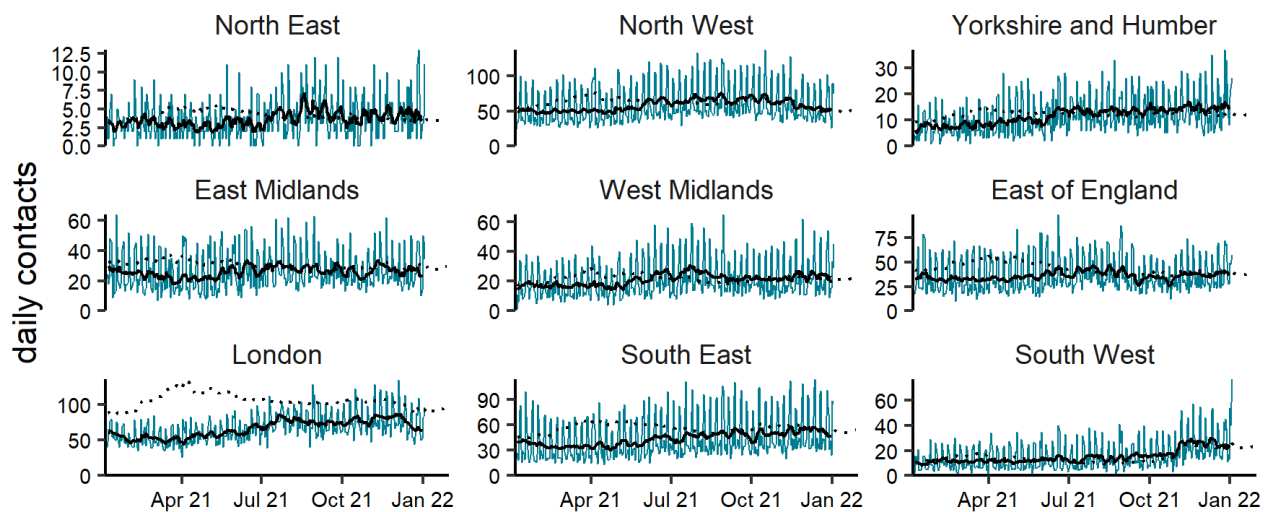 North East
North West
Yorkshire and Humber
12.5
10.0
7.5
5.0
2.5
0.0
100
50
0
30
20
10
0
daily contacts
East Midlands
West Midlands
East of England
60
40
20
0
60
40
20
0
75
50
25
0
London
South East
South West
100
50
0
90
60
30
0
60
40
20
0
Apr 21 Jul 21 Oct 21 Jan 22
Apr 21 Jul 21 Oct 21 Jan 22
Apr 21 Jul 21 Oct 21 Jan 22